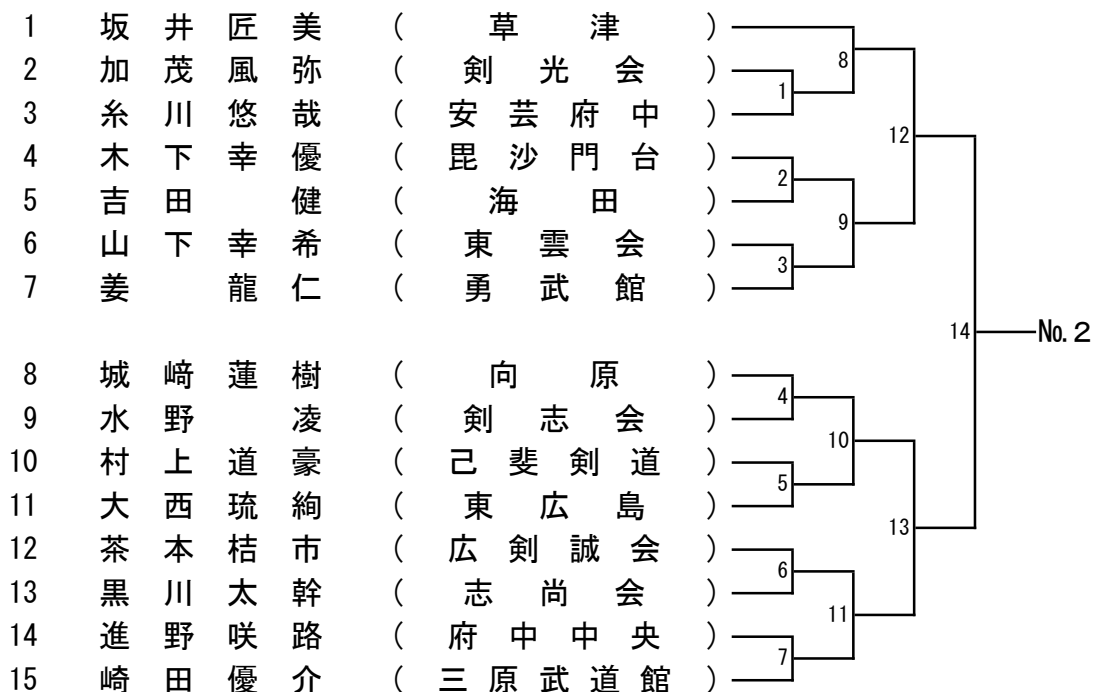 1 坂井匠美 (草津)
2 加茂風弥 (剣光会)
8
1
3 糸川悠哉 (安芸府中)
12
4 木下幸優 (毘沙門台)
2
5 吉田健 (海田)
9
6 山下幸希 (東雲会)
3
7 姜龍仁 (勇武館)
14 No.2
8 城﨑蓮樹 (向原)
4
9 水野凌 (剣志会)
10
10 村上道豪 (己斐剣道)
5
11 大西琉絢 (東広島)
13
12 茶本桔市 (広剣誠会)
6
13 黒川太幹 (志尚会)
11
14 進野咲路 (府中中央)
7
15 崎田優介 (三原武道館)